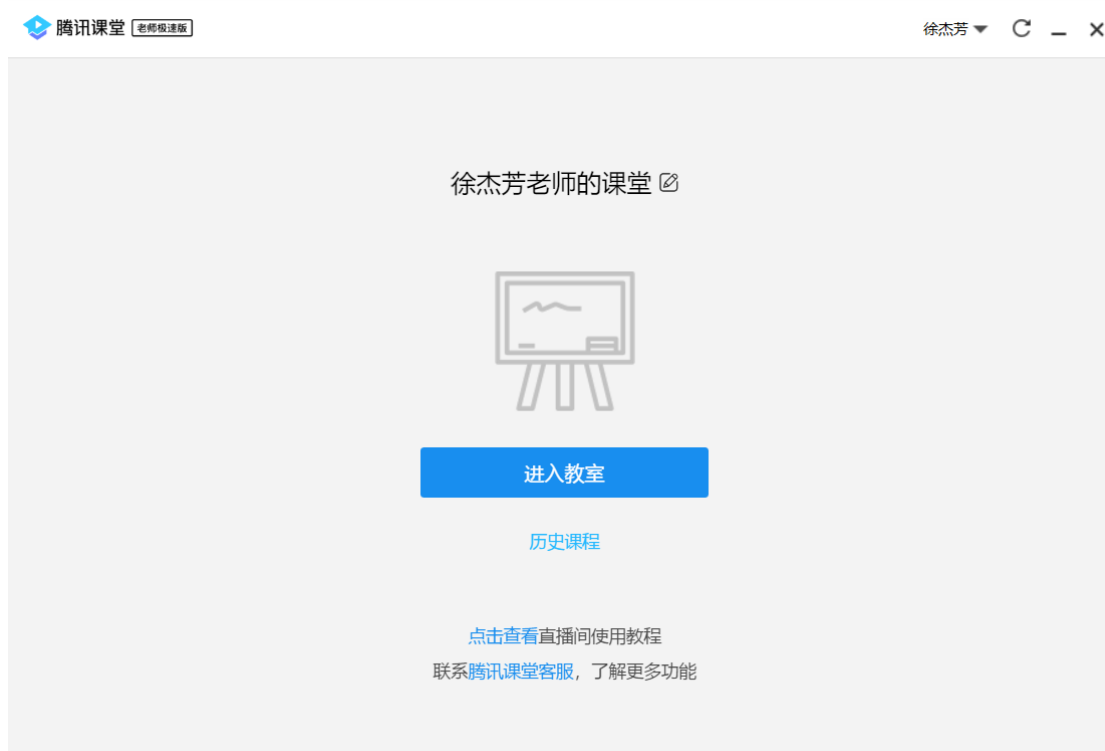 腾讯课堂 老师极速版 徐杰芳
徐杰芳老师的课堂
进入教室
历史课程
点击查看直播间使用教程
联系腾讯课堂客服，了解更多功能